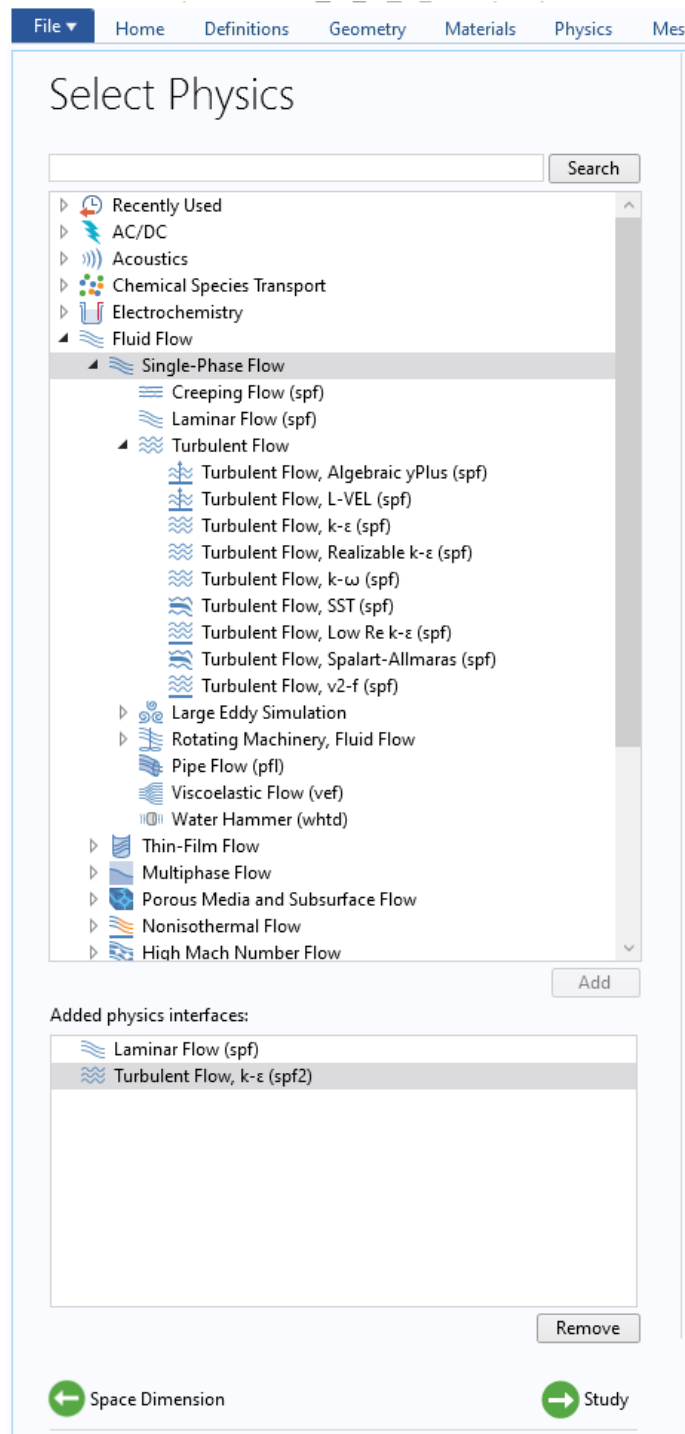 File ▾ Home Definitions Geometry Materials Physics Mes
Select Physics
Search
Recently Used
AC/DC
Acoustics
Chemical Species Transport
Electrochemistry
Fluid Flow
Single-Phase Flow
Creeping Flow (spf)
Laminar Flow (spf)
Turbulent Flow
Turbulent Flow, Algebraic yPlus (spf)
Turbulent Flow, L-VEL (spf)
Turbulent Flow, k-ε (spf)
Turbulent Flow, Realizable k-ε (spf)
Turbulent Flow, k-ω (spf)
Turbulent Flow, SST (spf)
Turbulent Flow, Low Re k-ε (spf)
Turbulent Flow, Spalart-Allmaras (spf)
Turbulent Flow, v2-f (spf)
Large Eddy Simulation
Rotating Machinery, Fluid Flow
Pipe Flow (pfl)
Viscoelastic Flow (vef)
Water Hammer (whtd)
Thin-Film Flow
Multiphase Flow
Porous Media and Subsurface Flow
Nonisothermal Flow
High Mach Number Flow
Add
Added physics interfaces:
Laminar Flow (spf)
Turbulent Flow, k-ε (spf2)
Remove
Space Dimension Study